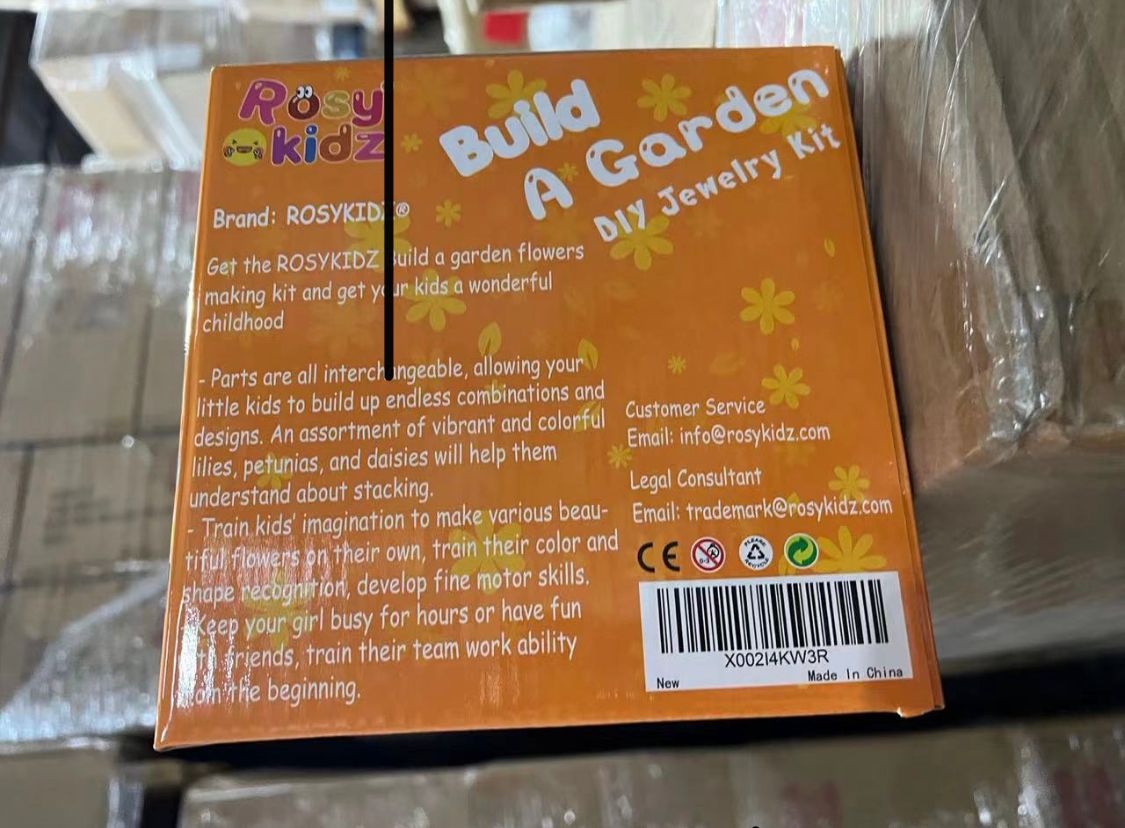 Rosy
kidz
Build
A Garden
DIY Jewelry Kit
Brand: ROSYKIDZ®
Get the ROSYKIDZ build a garden flowers
making kit and get your kids a wonderful
childhood
- Parts are all interchangeable, allowing your
little kids to build up endless combinations and
designs. An assortment of vibrant and colorful
lilies, petunias, and daisies will help them
understand about stacking.
- Train kids' imagination to make various beau-
tiful flowers on their own, train their color and
shape recognition, develop fine motor skills.
Keep your girl busy for hours or have fun
friends, train their team work ability
the beginning.
Customer Service
Email: info@rosykidz.com
Legal Consultant
Email: trademark@rosykidz.com
CE
0-3
PLEASE
RECYCLE
X002I4KW3R
New
Made In China